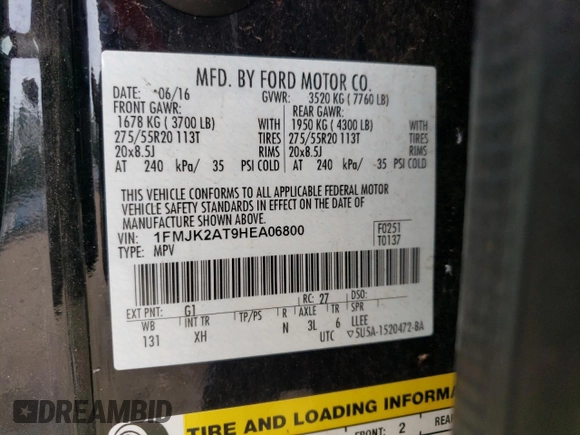 MFD. BY FORD MOTOR CO.
DATE: 06/16 GVWR: 3520 KG ( 7760 LB)
FRONT GAWR: REAR GAWR:
1678 KG ( 3700 LB) WITH 1950 KG ( 4300 LB) WITH
275/55R20 113T TIRES 275/55R20 113T TIRES
20x8.5J RIMS 20x8.5J RIMS
AT 240 kPa/ 35 PSI COLD AT 240 kPa/ 35 PSI COLD
THIS VEHICLE CONFORMS TO ALL APPLICABLE FEDERAL MOTOR
VEHICLE SAFETY STANDARDS IN EFFECT ON THE DATE OF
MANUFACTURE SHOWN ABOVE.
VIN: 1FMJK2AT9HEA06800 F0251
TYPE: MPV T0137
EXT PNT: G1 RC: 27 DSO:
WB INT TR TP/PS R AXLE TR SPR
131 XH N 3L 6 LLEE
UTC ▽5U5A-1520472-BA
TIRE AND LOADING INFORMA
FRONT: 2 REAR
DREAMBID